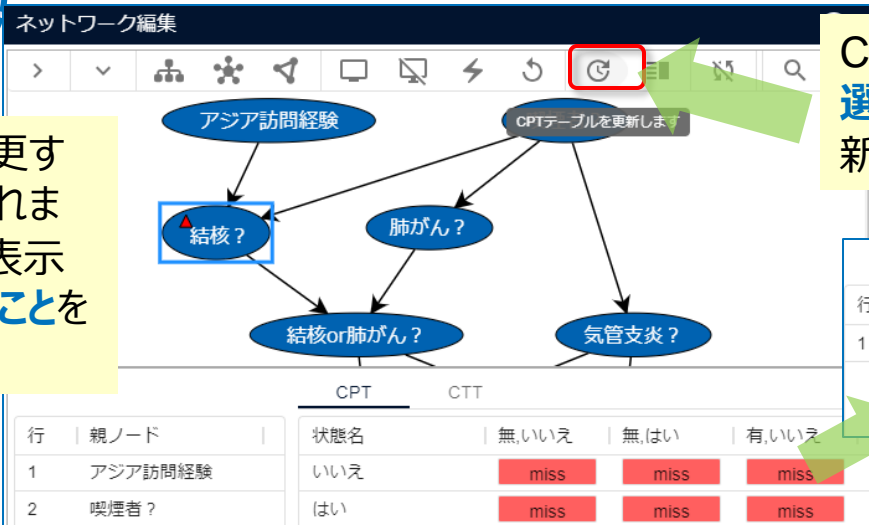 ネットワーク編集
C
選
新
CPTテーブルを更新します
アジア訪問経験
更す
れま
表示
ことを
結核？
肺がん？
結核or肺がん？
気管支炎？
行
1
CPT CTT
行 親ノード 状態名 無,いいえ 無,はい 有,いいえ
1 アジア訪問経験 いいえ miss miss miss
2 喫煙者？ はい miss miss miss